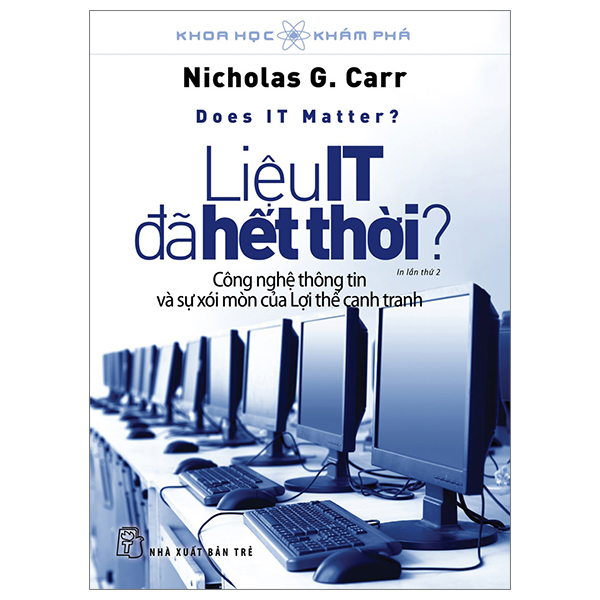 KHOA HỌC KHÁM PHÁ
Nicholas G. Carr
Does IT Matter?
Liệu IT
đã hết thời?
In lần thứ 2
Công nghệ thông tin
và sự xói mòn của Lợi thế cạnh tranh
NHÀ XUẤT BẢN TRẺ